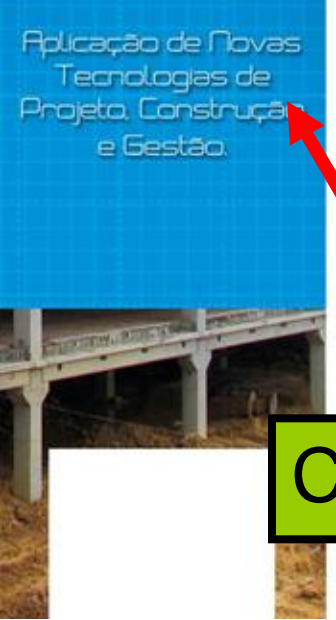 Aplicação de Novas
Tecnologias de
Projeto, Construção
e Gestão.
C